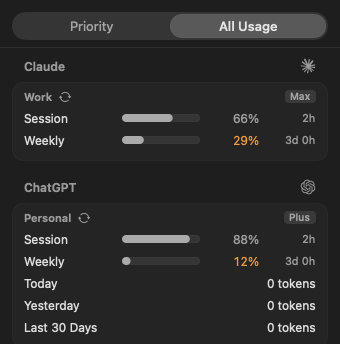 Priority All Usage
Claude
Work Max
Session 66% 2h
Weekly 29% 3d 0h
ChatGPT
Personal Plus
Session 88% 2h
Weekly 12% 3d 0h
Today 0 tokens
Yesterday 0 tokens
Last 30 Days 0 tokens